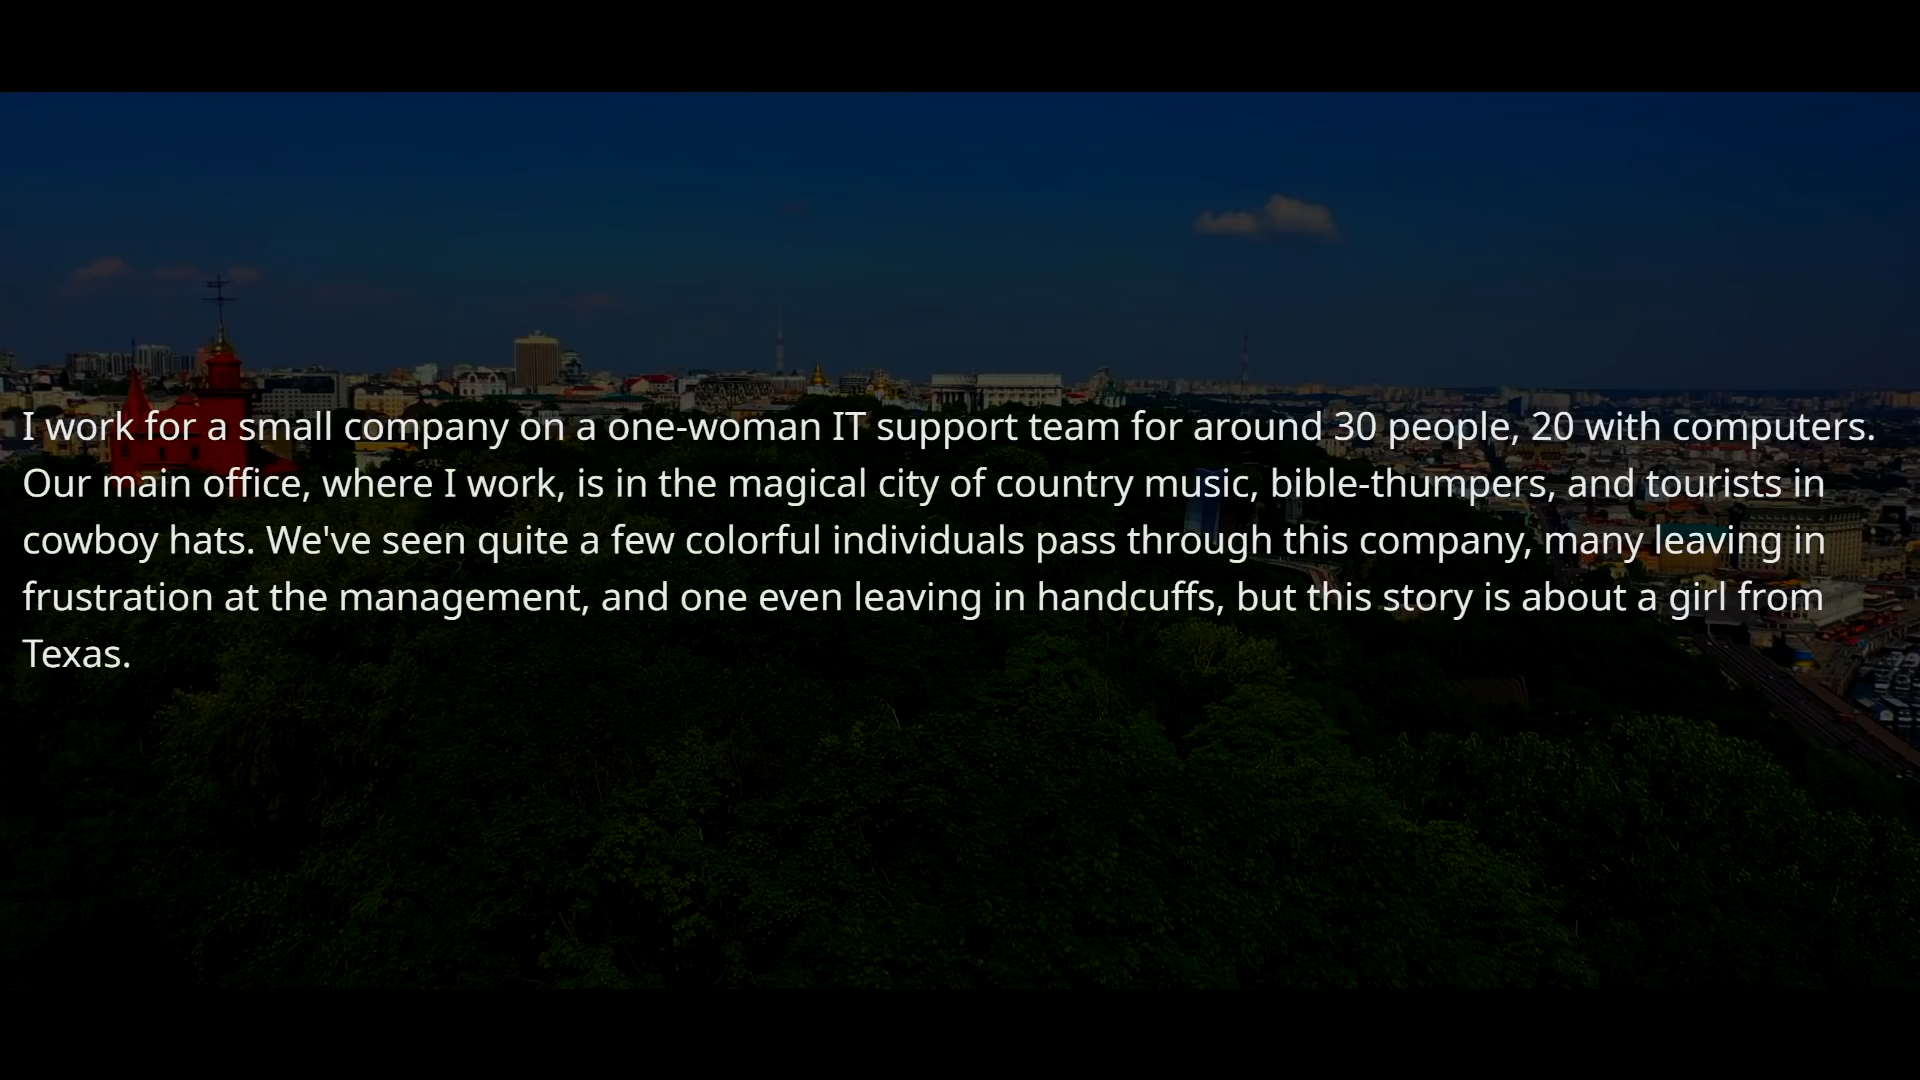 I work for a small company on a one-woman IT support team for around 30 people, 20 with computers.
Our main office, where I work, is in the magical city of country music, bible-thumpers, and tourists in
cowboy hats. We've seen quite a few colorful individuals pass through this company, many leaving in
frustration at the management, and one even leaving in handcuffs, but this story is about a girl from
Texas.